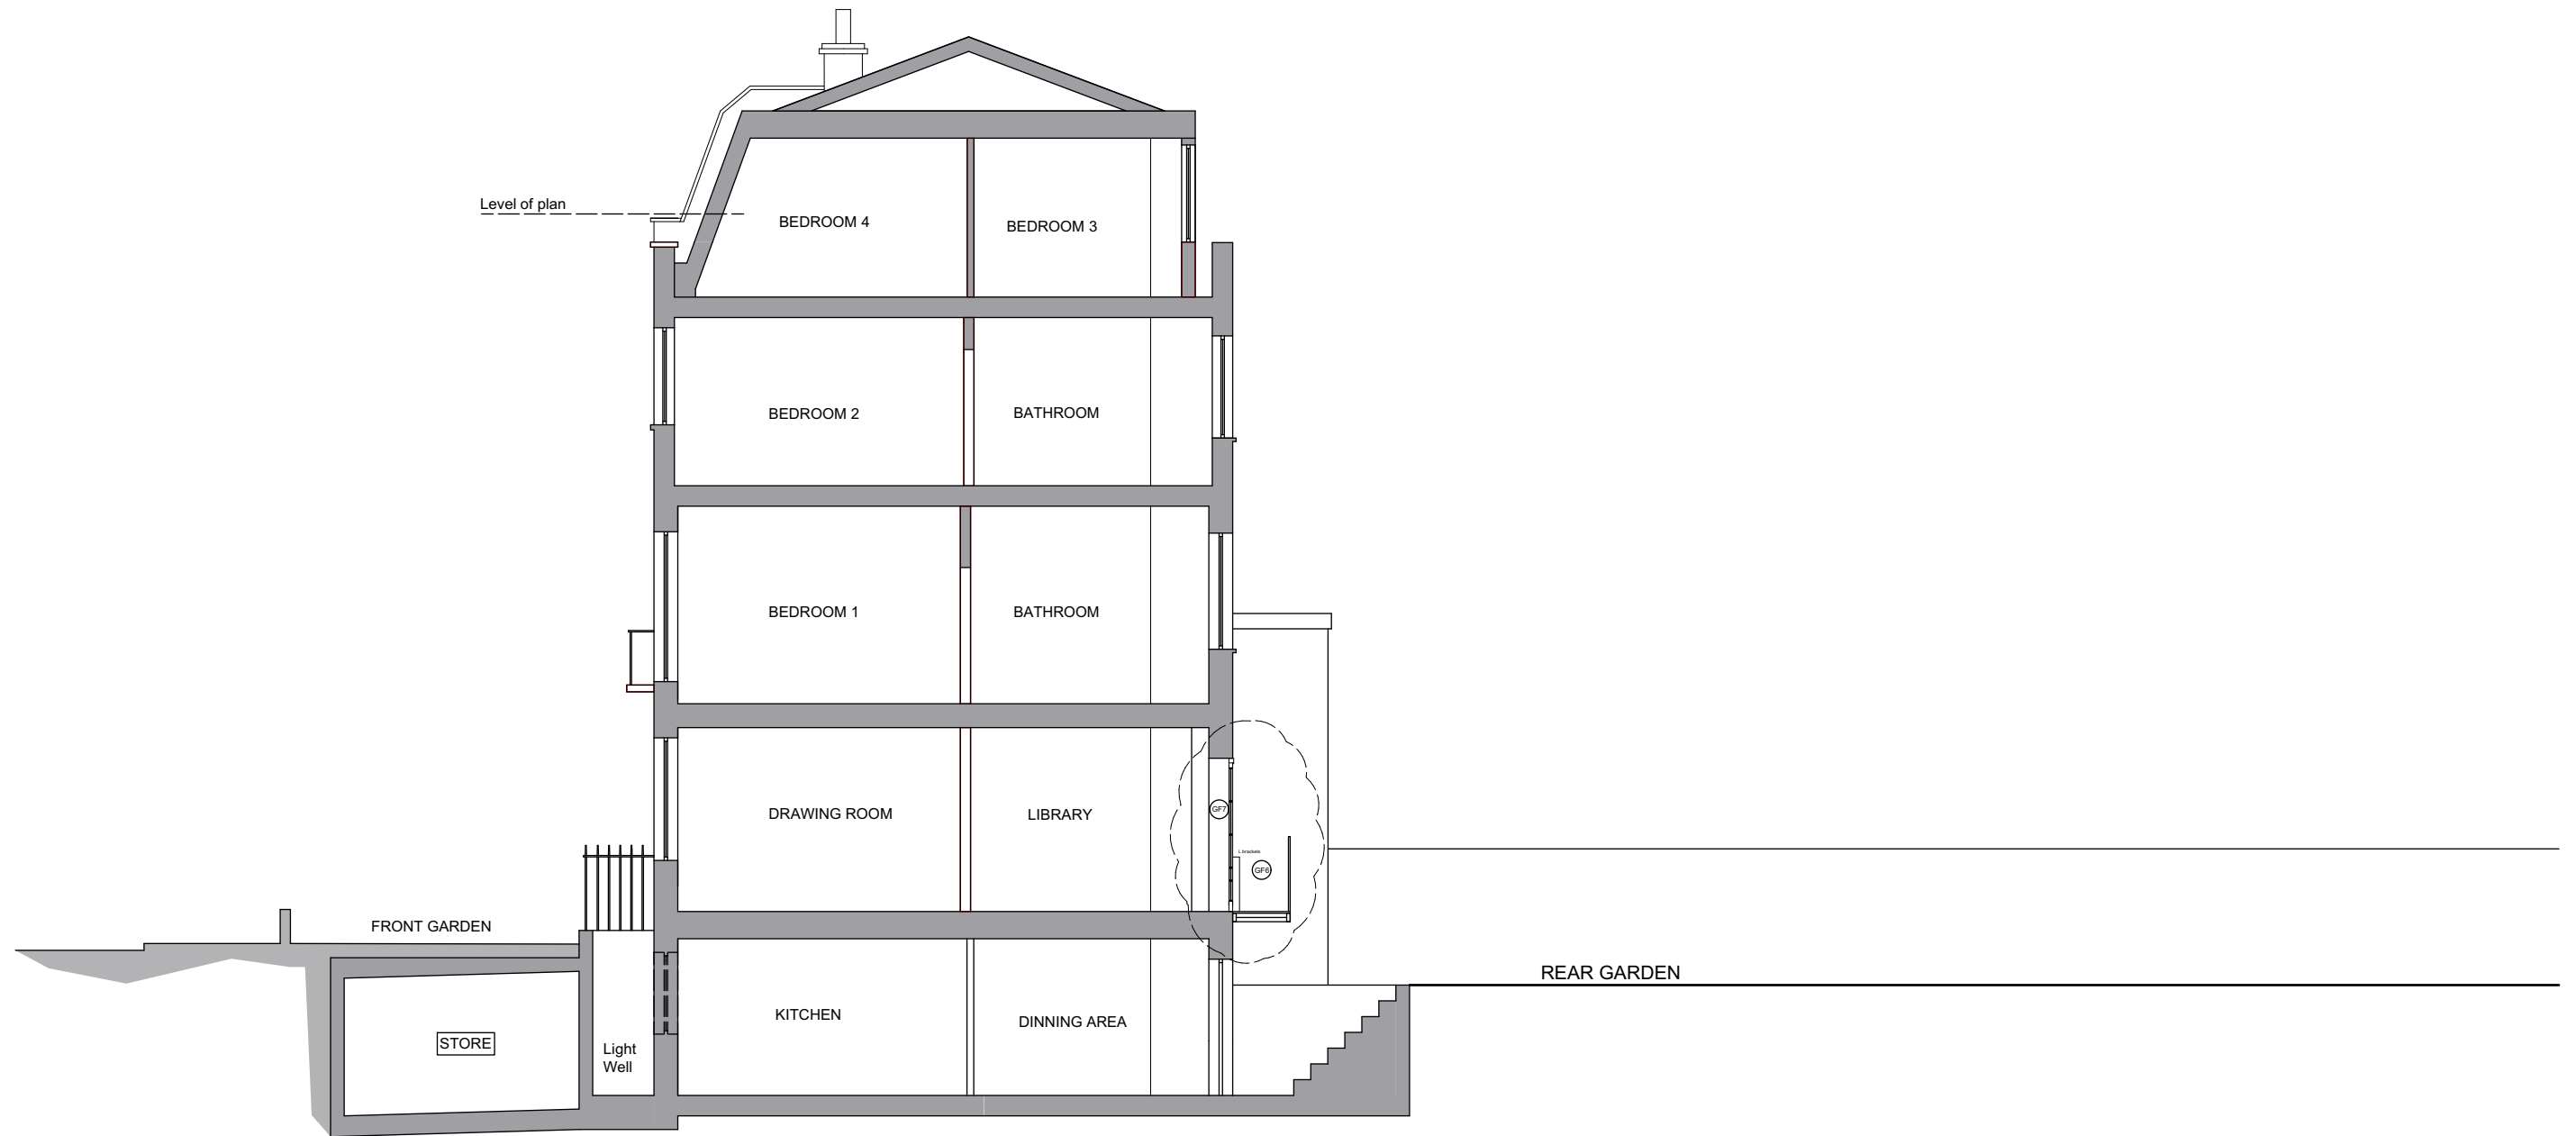 Level of plan
BEDROOM 4
BEDROOM 3
BEDROOM 2
BATHROOM
BEDROOM 1
BATHROOM
DRAWING ROOM
LIBRARY
GF7
L brackets
GF6
FRONT GARDEN
REAR GARDEN
KITCHEN
DINNING AREA
STORE
Light
Well